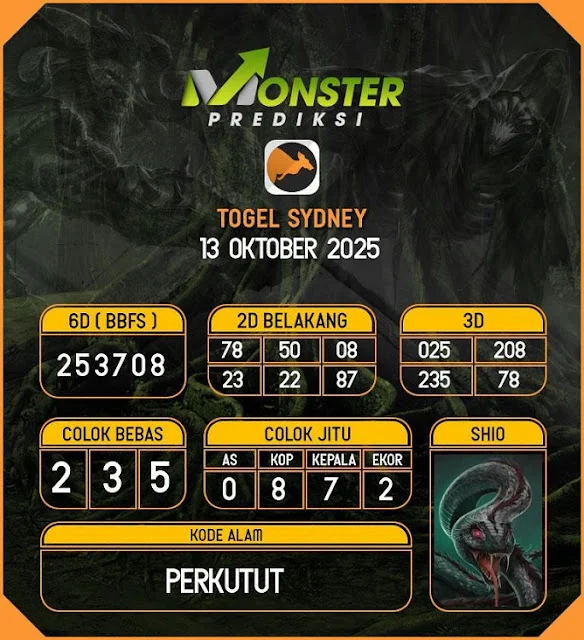 MONSTER
PREDIKSI
TOGEL SYDNEY
13 OKTOBER 2025
6D ( BBFS )
253708
2D BELAKANG
78 50 08
23 22 87
3D
025 208
235 78
COLOK BEBAS
2 3 5
COLOK JITU
AS KOP KEPALA EKOR
0 8 7 2
SHIO
KODE ALAM
PERKUTUT